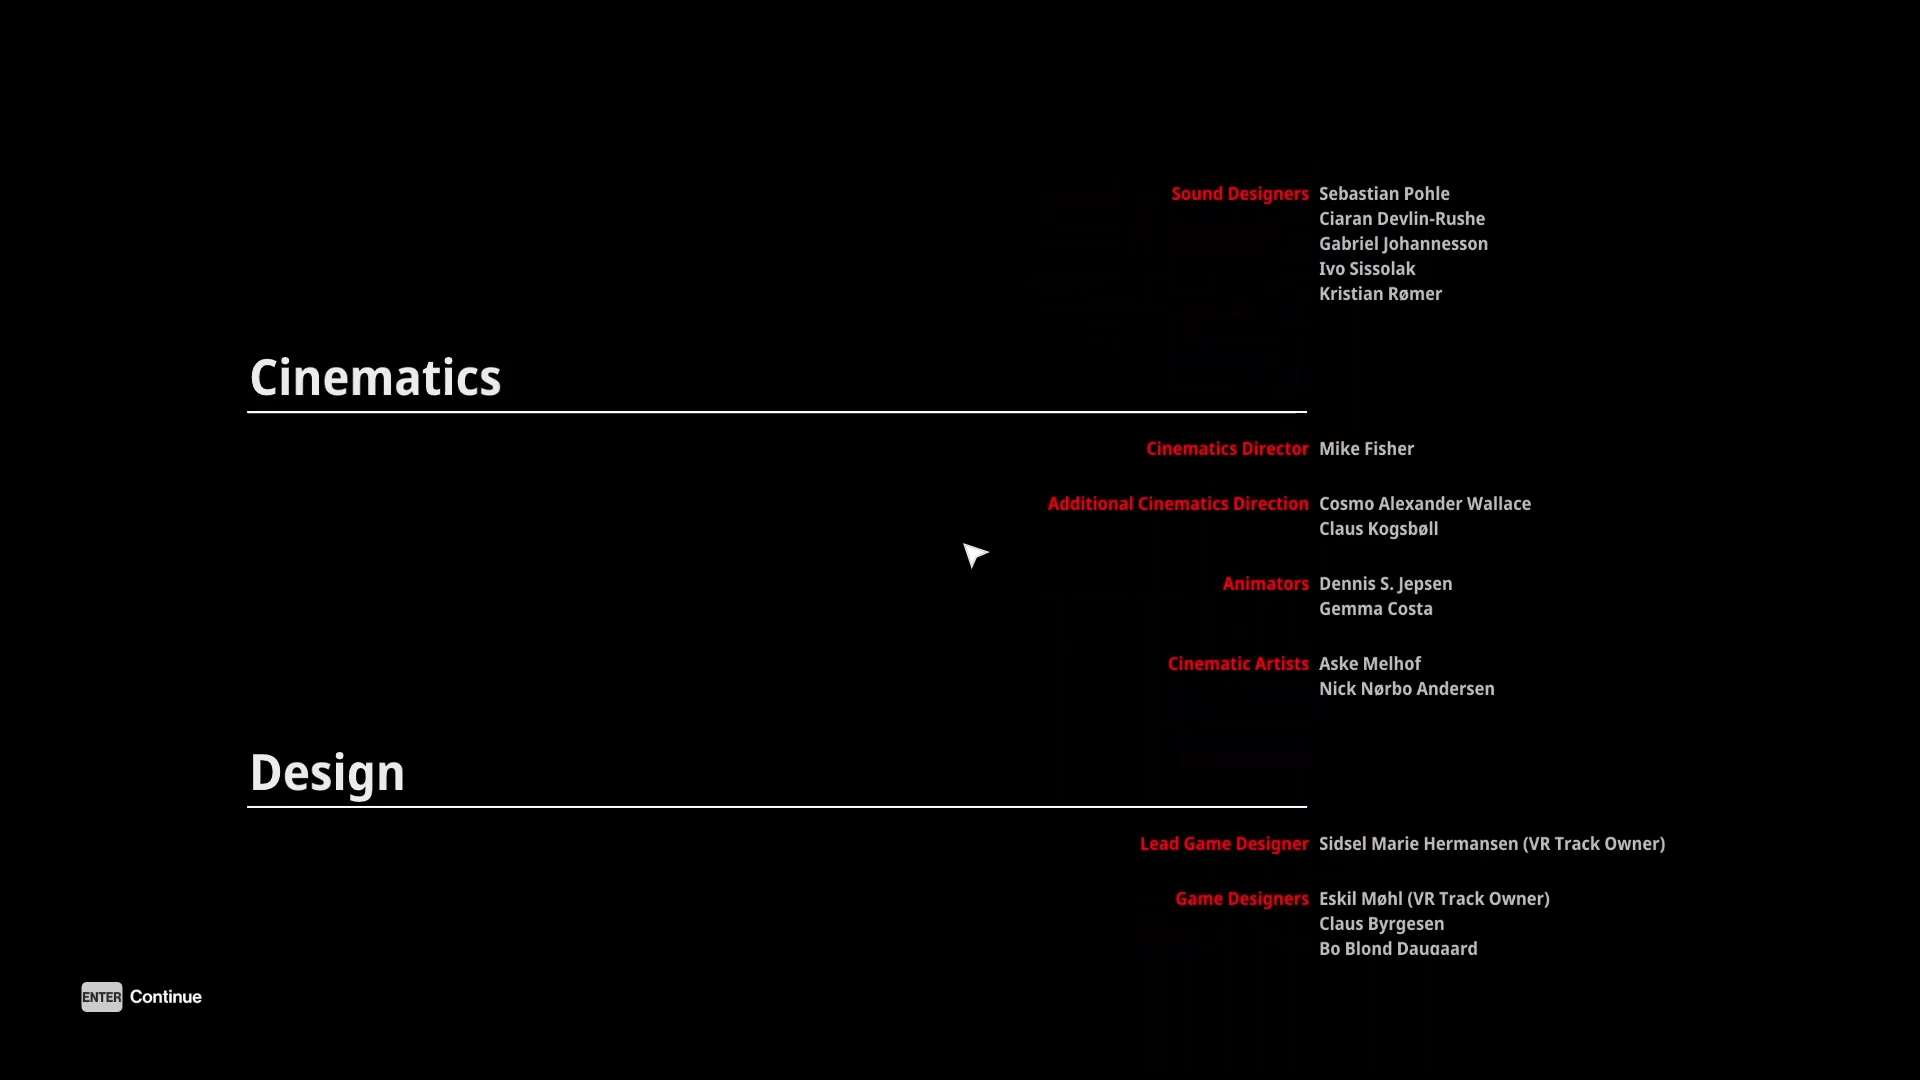 Sound Designers Sebastian Pohle
Ciaran Devlin-Rushe
Gabriel Johannesson
Ivo Sissolak
Kristian Rømer
Cinematics
Cinematics Director Mike Fisher
Additional Cinematics Direction Cosmo Alexander Wallace
Claus Kogsbøll
Animators Dennis S. Jepsen
Gemma Costa
Cinematic Artists Aske Melhof
Nick Nørbo Andersen
Design
Lead Game Designer Sidsel Marie Hermansen (VR Track Owner)
Game Designers Eskil Møhl (VR Track Owner)
Claus Byrgesen
Bo Blond Daugaard
ENTER Continue